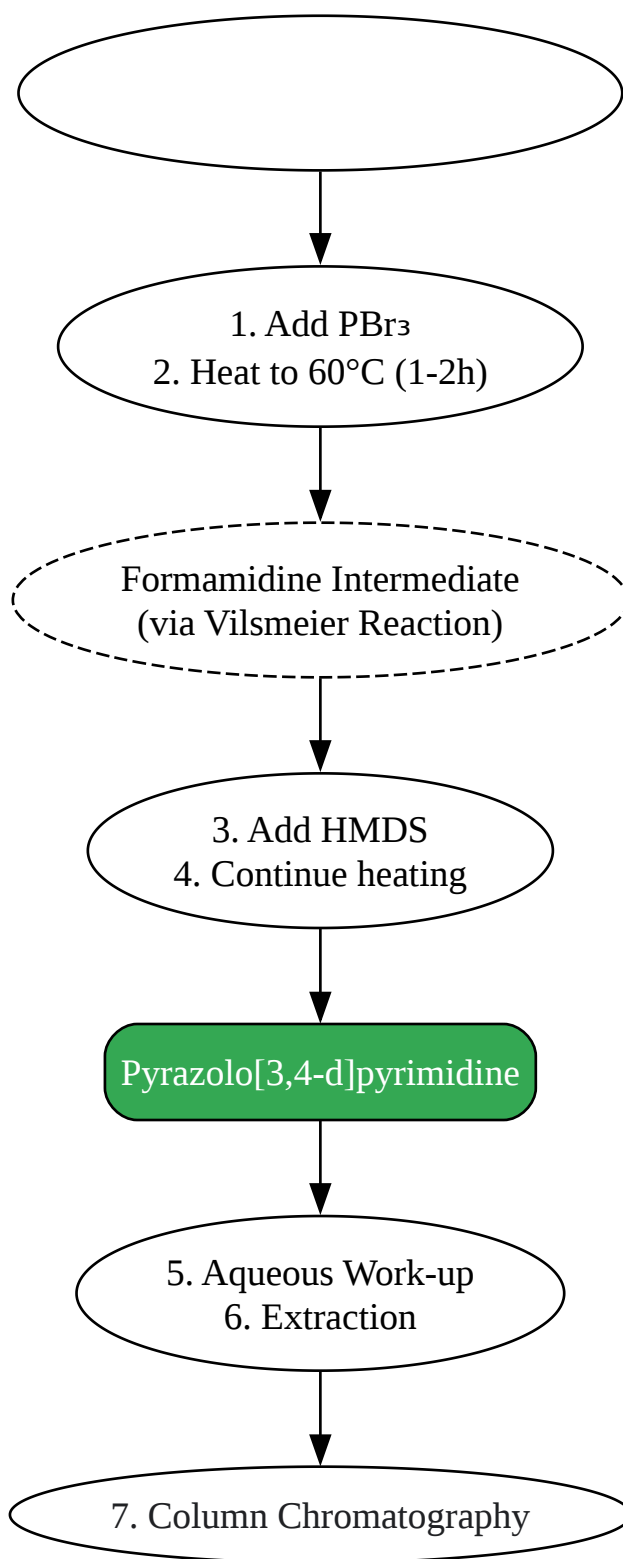 1. Add PBr₃
2. Heat to 60°C (1-2h)
Formamidine Intermediate
(via Vilsmeier Reaction)
3. Add HMDS
4. Continue heating
Pyrazolo[3,4-d]pyrimidine
5. Aqueous Work-up
6. Extraction
7. Column Chromatography